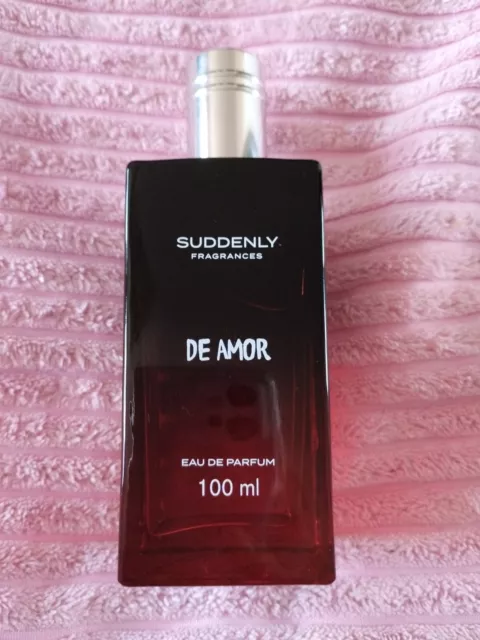 SUDDENLY
FRAGRANCES
DE AMOR
EAU DE PARFUM
100 ml